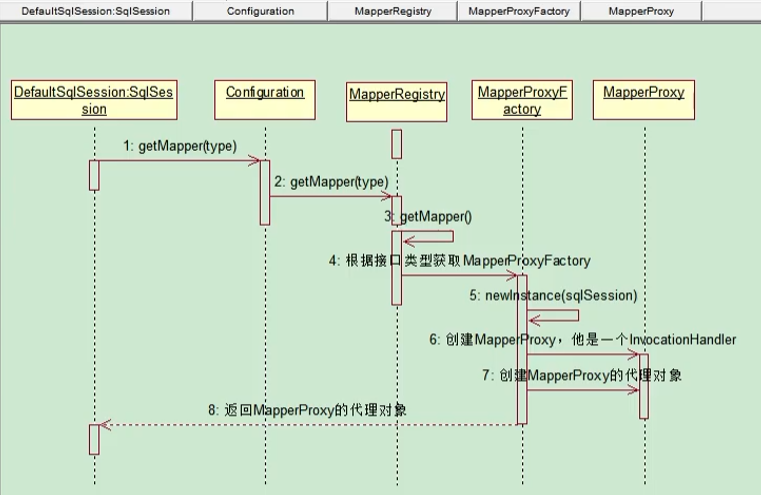 DefaultSqlSession:SqlSession Configuration MapperRegistry MapperProxyFactory MapperProxy
DefaultSqlSession:SqlSes
sion
Configuration
MapperRegistry
MapperProxyF
actory
MapperProxy
1: getMapper(type)
2: getMapper(type)
3: getMapper()
4: 根据接口类型获取MapperProxyFactory
5: newInstance(sqlSession)
6: 创建MapperProxy，他是一个InvocationHandler
7: 创建MapperProxy的代理对象
8: 返回MapperProxy的代理对象